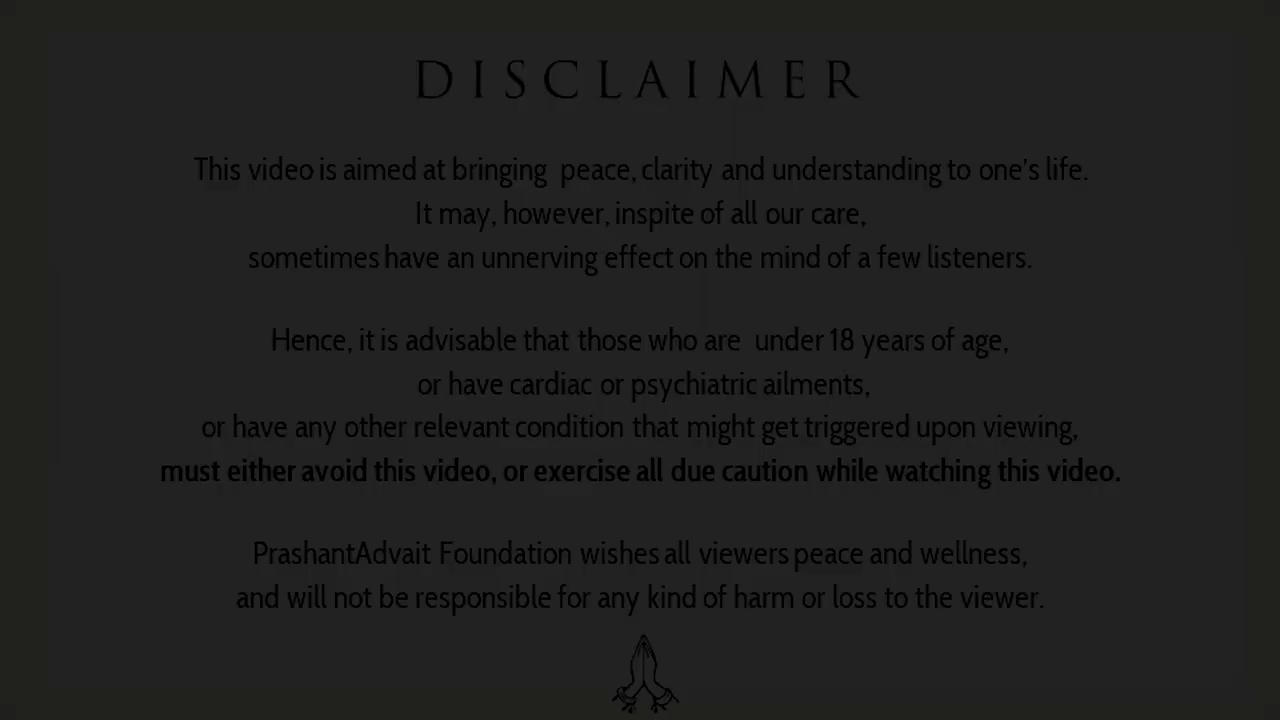 DISCLAIMER
This video is aimed at bringing peace, clarity and understanding to one's life.
It may, however, inspite of all our care,
sometimes have an unnerving effect on the mind of a few listeners.
Hence, it is advisable that those who are under 18 years of age,
or have cardiac or psychiatric ailments,
or have any other relevant condition that might get triggered upon viewing,
must either avoid this video, or exercise all due caution while watching this video.
PrashantAdvait Foundation wishes all viewers peace and wellness,
and will not be responsible for any kind of harm or loss to the viewer.